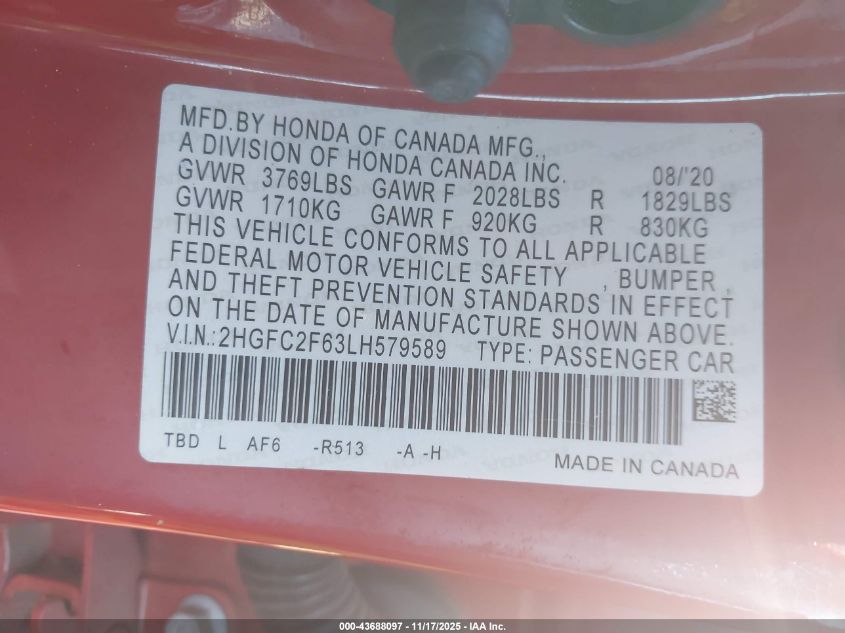 MFD.BY HONDA OF CANADA MFG.,
A DIVISION OF HONDA CANADA INC. 08/'20
GVWR 3769LBS GAWR F 2028LBS R 1829LBS
GVWR 1710KG GAWR F 920KG R 830KG
THIS VEHICLE CONFORMS TO ALL APPLICABLE
FEDERAL MOTOR VEHICLE SAFETY , BUMPER ,
AND THEFT PREVENTION STANDARDS IN EFFECT
ON THE DATE OF MANUFACTURE SHOWN ABOVE.
V.I.N.:2HGFC2F63LH579589 TYPE: PASSENGER CAR
TBD L AF6 -R513 -A -H
MADE IN CANADA
000-43688097 - 11/17/2025 - IAA Inc.